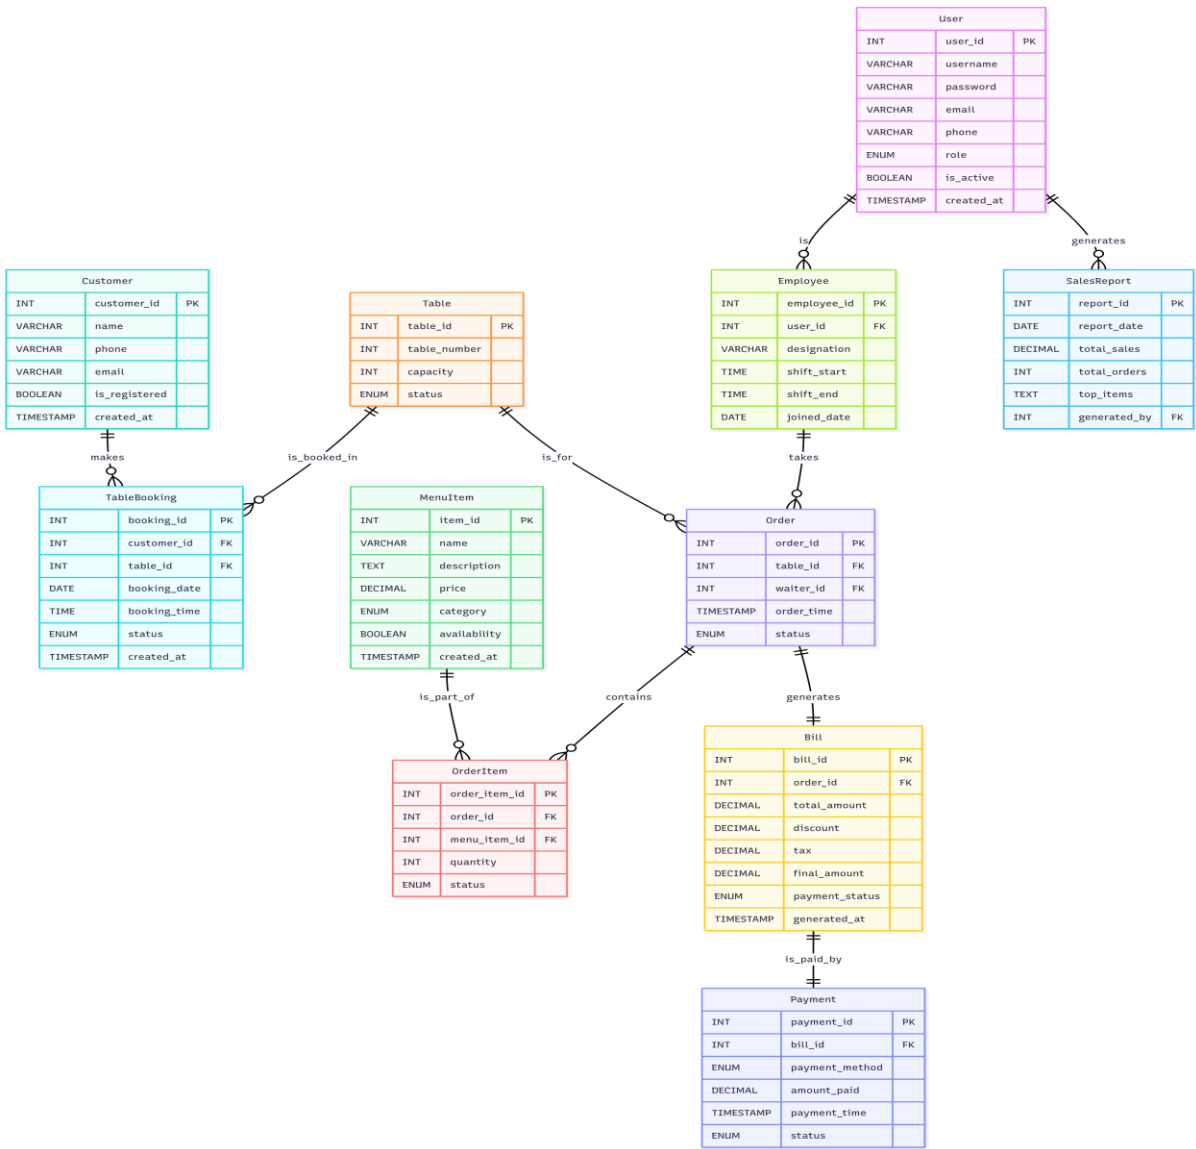 User
INT user_id PK
VARCHAR username
VARCHAR password
VARCHAR email
VARCHAR phone
ENUM role
BOOLEAN is_active
TIMESTAMP created_at
is
generates
Customer
INT customer_id PK
VARCHAR name
VARCHAR phone
VARCHAR email
BOOLEAN is_registered
TIMESTAMP created_at
Table
INT table_id PK
INT table_number
INT capacity
ENUM status
Employee
INT employee_id PK
INT user_id FK
VARCHAR designation
TIME shift_start
TIME shift_end
DATE joined_date
SalesReport
INT report_id PK
DATE report_date
DECIMAL total_sales
INT total_orders
TEXT top_items
INT generated_by FK
makes
is_booked_in
is_for
takes
TableBooking
INT booking_id PK
INT customer_id FK
INT table_id FK
DATE booking_date
TIME booking_time
ENUM status
TIMESTAMP created_at
MenuItem
INT item_id PK
VARCHAR name
TEXT description
DECIMAL price
ENUM category
BOOLEAN availability
TIMESTAMP created_at
Order
INT order_id PK
INT table_id FK
INT waiter_id FK
TIMESTAMP order_time
ENUM status
is_part_of
contains
generates
OrderItem
INT order_item_id PK
INT order_id FK
INT menu_item_id FK
INT quantity
ENUM status
Bill
INT bill_id PK
INT order_id FK
DECIMAL total_amount
DECIMAL discount
DECIMAL tax
DECIMAL final_amount
ENUM payment_status
TIMESTAMP generated_at
is_paid_by
Payment
INT payment_id PK
INT bill_id FK
ENUM payment_method
DECIMAL amount_paid
TIMESTAMP payment_time
ENUM status